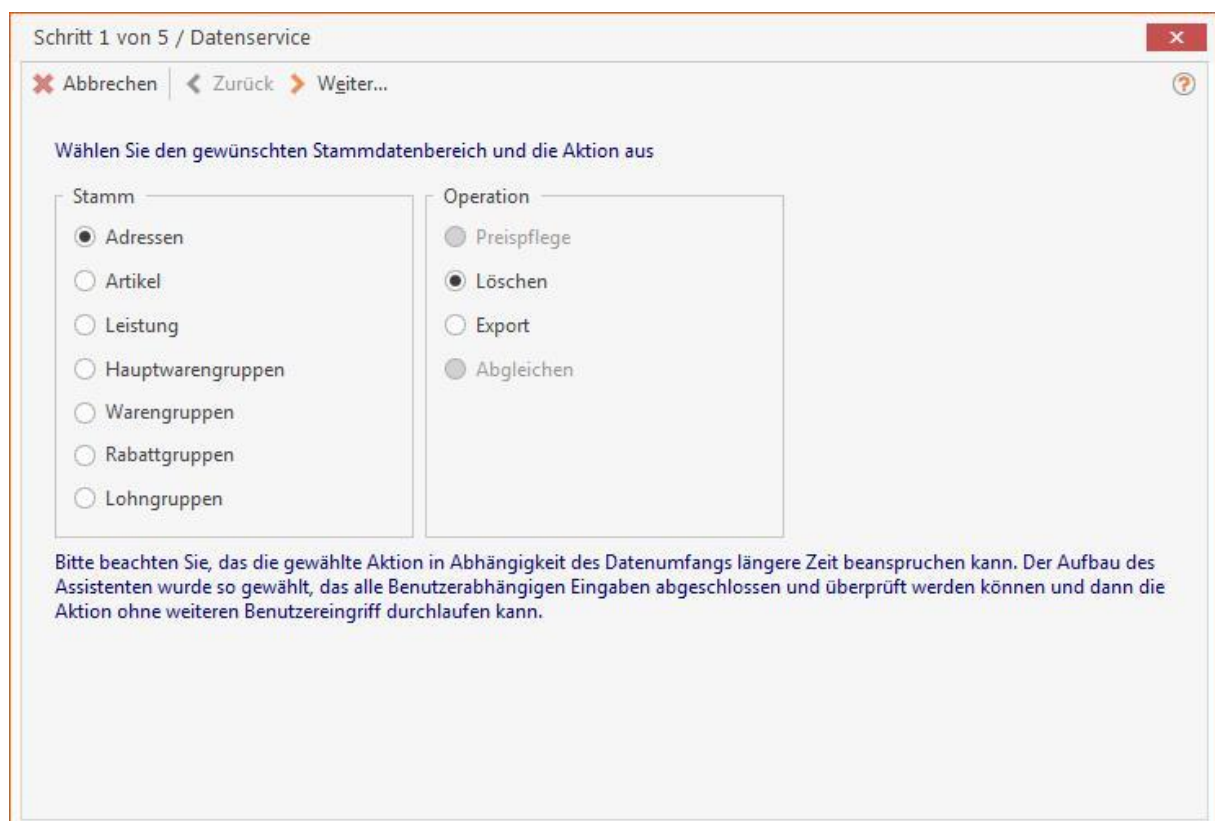 Schritt 1 von 5 / Datenservice
Abbrechen Zurück Weiter...
Wählen Sie den gewünschten Stammdatenbereich und die Aktion aus
Stamm
Adressen
Artikel
Leistung
Hauptwarengruppen
Warengruppen
Rabattgruppen
Lohngruppen
Operation
Preispflege
Löschen
Export
Abgleichen
Bitte beachten Sie, das die gewählte Aktion in Abhängigkeit des Datenumfangs längere Zeit beanspruchen kann. Der Aufbau des
Assistenten wurde so gewählt, das alle Benutzerabhängigen Eingaben abgeschlossen und überprüft werden können und dann die
Aktion ohne weiteren Benutzereingriff durchlaufen kann.